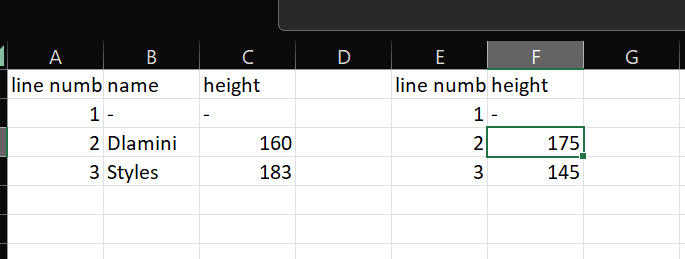 A B C D E F G
line numb name height line numb height
1 - - 1 -
2 Dlamini 160 2 175
3 Styles 183 3 145